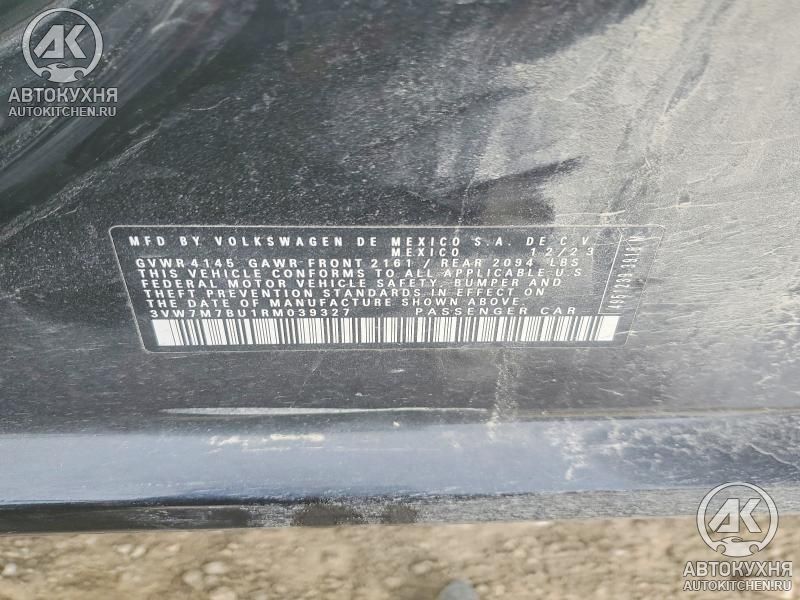 AK
АВТОКУХНЯ
AUTOKITCHEN.RU
MFD BY VOLKSWAGEN DE MEXICO S.A. DE C.V.
MEXICO 12/23
GVWR 4145 GAWR FRONT 2161 / REAR 2094 LBS
THIS VEHICLE CONFORMS TO ALL APPLICABLE U.S.
FEDERAL MOTOR VEHICLE SAFETY, BUMPER AND
THEFT PREVENTION STANDARDS IN EFFECT ON
THE DATE OF MANUFACTURE SHOWN ABOVE.
3VW7M7BU1RM039327 PASSENGER CAR
AK
АВТОКУХНЯ
AUTOKITCHEN.RU